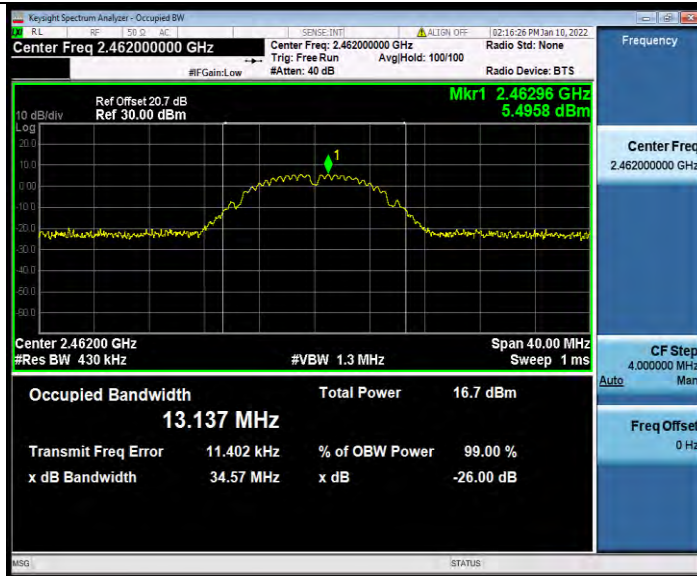 Keysight Spectrum Analyzer - Occupied BW
RL RF 50 Ω AC SENSE:INT ALIGN OFF 02:16:26 PM Jan 10, 2022
Center Freq 2.462000000 GHz
Center Freq: 2.462000000 GHz
Radio Std: None
Trig: Free Run Avg|Hold: 100/100
#IFGain:Low #Atten: 40 dB Radio Device: BTS
Frequency
Ref Offset 20.7 dB
Mkr1 2.46296 GHz
10 dB/div Ref 30.00 dBm 5.4958 dBm
Log
20.0
10.0
0.00
-10.0
-20.0
-30.0
-40.0
-50.0
-60.0
1
Center 2.46200 GHz Span 40.00 MHz
#Res BW 430 kHz #VBW 1.3 MHz Sweep 1 ms
Occupied Bandwidth Total Power 16.7 dBm
13.137 MHz
Transmit Freq Error 11.402 kHz % of OBW Power 99.00 %
x dB Bandwidth 34.57 MHz x dB -26.00 dB
Center Freq
2.462000000 GHz
CF Step
4.000000 MHz
Auto Man
Freq Offset
0 Hz
MSG STATUS